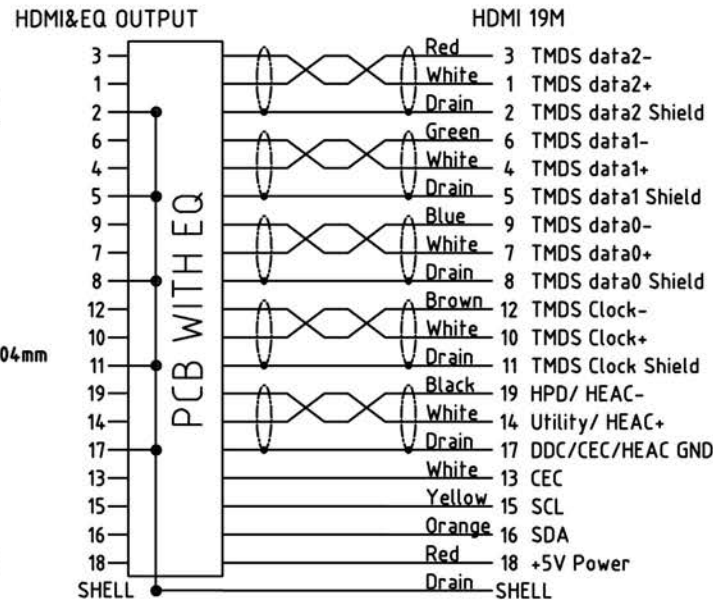 HDMI&EQ OUTPUT HDMI 19M
3 Red 3 TMDS data2-
1 White 1 TMDS data2+
2 Drain 2 TMDS data2 Shield
6 Green 6 TMDS data1-
4 White 4 TMDS data1+
5 Drain 5 TMDS data1 Shield
9 Blue 9 TMDS data0-
7 White 7 TMDS data0+
8 Drain 8 TMDS data0 Shield
12 Brown 12 TMDS Clock-
10 White 10 TMDS Clock+
04mm 11 Drain 11 TMDS Clock Shield
19 Black 19 HPD/ HEAC-
14 White 14 Utility/ HEAC+
17 Drain 17 DDC/CEC/HEAC GND
13 White 13 CEC
15 Yellow 15 SCL
16 Orange 16 SDA
18 Red 18 +5V Power
SHELL Drain SHELL
PCB WITH EQ